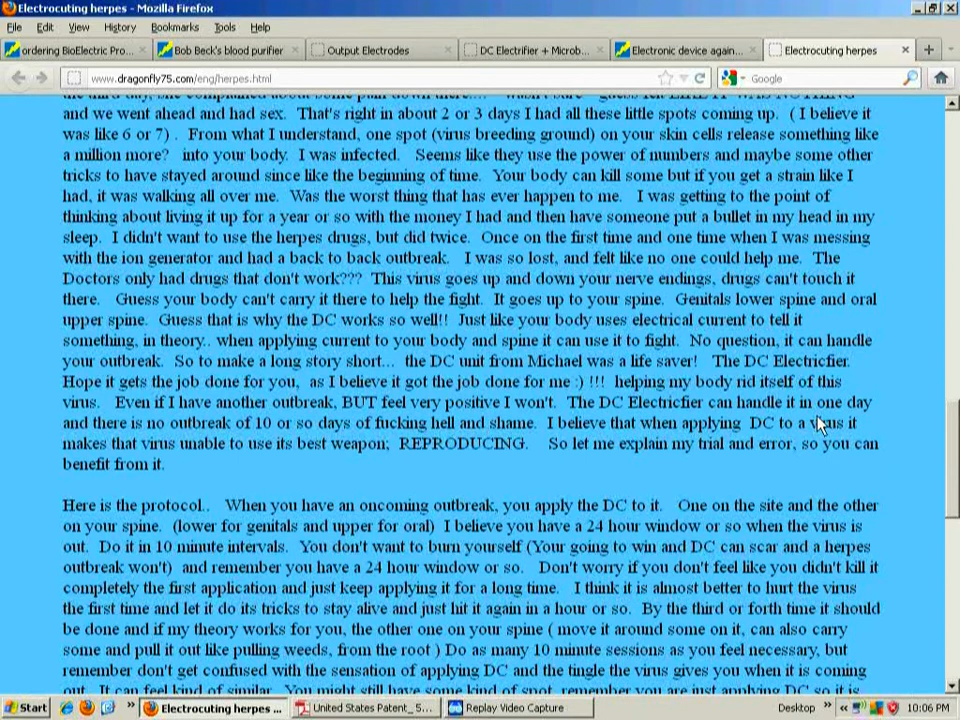 Electrocuting herpes - Mozilla Firefox
File Edit View History Bookmarks Tools Help
ordering BioElectric Pro... Bob Beck's blood purifier Output Electrodes DC Electrifier + Microb... Electronic device again... Electrocuting herpes
www.dragonfly75.com/eng/herpes.html Google
and we went ahead and had sex. That's right in about 2 or 3 days I had all these little spots coming up. ( I believe it
was like 6 or 7) . From what I understand, one spot (virus breeding ground) on your skin cells release something like
a million more? into your body. I was infected. Seems like they use the power of numbers and maybe some other
tricks to have stayed around since like the beginning of time. Your body can kill some but if you get a strain like I
had, it was walking all over me. Was the worst thing that has ever happen to me. I was getting to the point of
thinking about living it up for a year or so with the money I had and then have someone put a bullet in my head in my
sleep. I didn't want to use the herpes drugs, but did twice. Once on the first time and one time when I was messing
with the ion generator and had a back to back outbreak. I was so lost, and felt like no one could help me. The
Doctors only had drugs that don't work??? This virus goes up and down your nerve endings, drugs can't touch it
there. Guess your body can't carry it there to help the fight. It goes up to your spine. Genitals lower spine and oral
upper spine. Guess that is why the DC works so well!! Just like your body uses electrical current to tell it
something, in theory.. when applying current to your body and spine it can use it to fight. No question, it can handle
your outbreak. So to make a long story short... the DC unit from Michael was a life saver! The DC Electricfier.
Hope it gets the job done for you, as I believe it got the job done for me :) !!! helping my body rid itself of this
virus. Even if I have another outbreak, BUT feel very positive I won't. The DC Electricfier can handle it in one day
and there is no outbreak of 10 or so days of fucking hell and shame. I believe that when applying DC to a virus it
makes that virus unable to use its best weapon; REPRODUCING. So let me explain my trial and error, so you can
benefit from it.
Here is the protocol.. When you have an oncoming outbreak, you apply the DC to it. One on the site and the other
on your spine. (lower for genitals and upper for oral) I believe you have a 24 hour window or so when the virus is
out. Do it in 10 minute intervals. You don't want to burn yourself (Your going to win and DC can scar and a herpes
outbreak won't) and remember you have a 24 hour window or so. Don't worry if you don't feel like you didn't kill it
completely the first application and just keep applying it for a long time. I think it is almost better to hurt the virus
the first time and let it do its tricks to stay alive and just hit it again in a hour or so. By the third or forth time it should
be done and if my theory works for you, the other one on your spine ( move it around some on it, can also carry
some and pull it out like pulling weeds, from the root ) Do as many 10 minute sessions as you feel necessary, but
remember don't get confused with the sensation of applying DC and the tingle the virus gives you when it is coming
out. It can feel kind of similar. You might still have some kind of spot, remember you are just applying DC so it is
Start Electrocuting herpes ... United States Patent_ 5... Replay Video Capture Desktop 10:06 PM